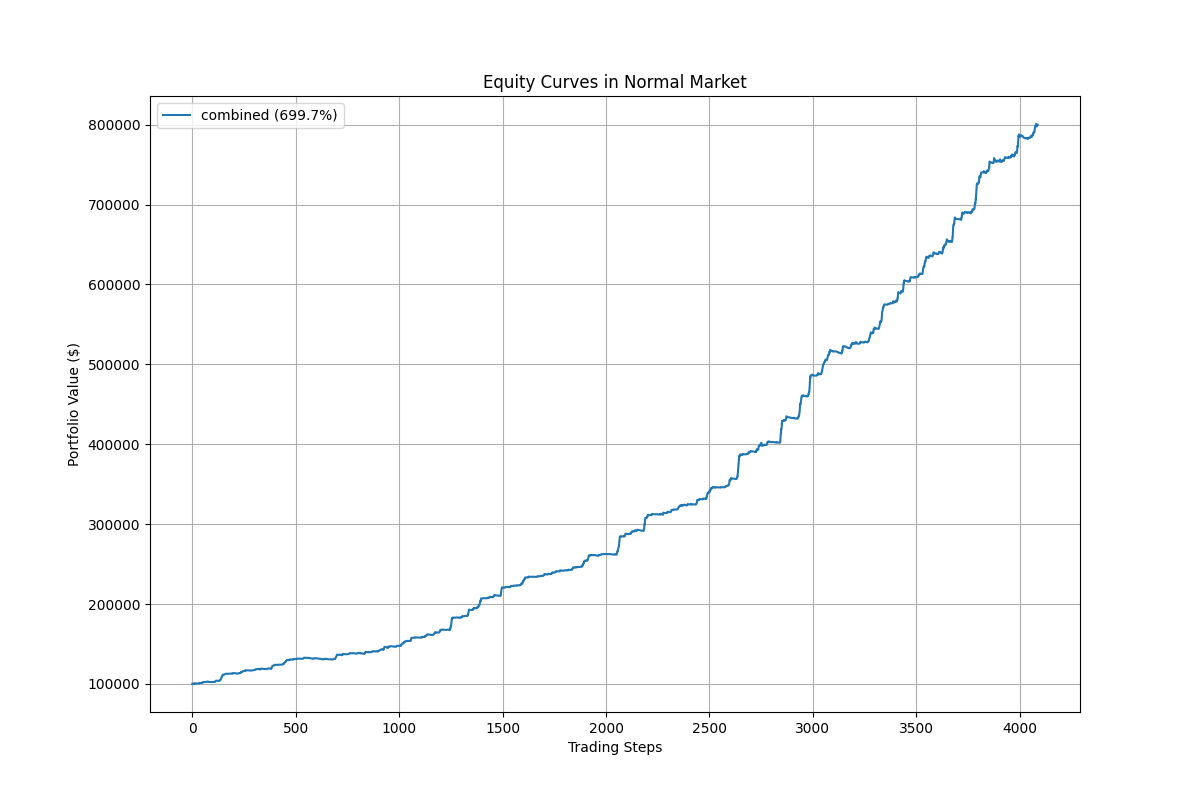 Equity Curves in Normal Market
combined (699.7%)
800000
700000
600000
500000
400000
300000
200000
100000
Portfolio Value ($)
0 500 1000 1500 2000 2500 3000 3500 4000
Trading Steps